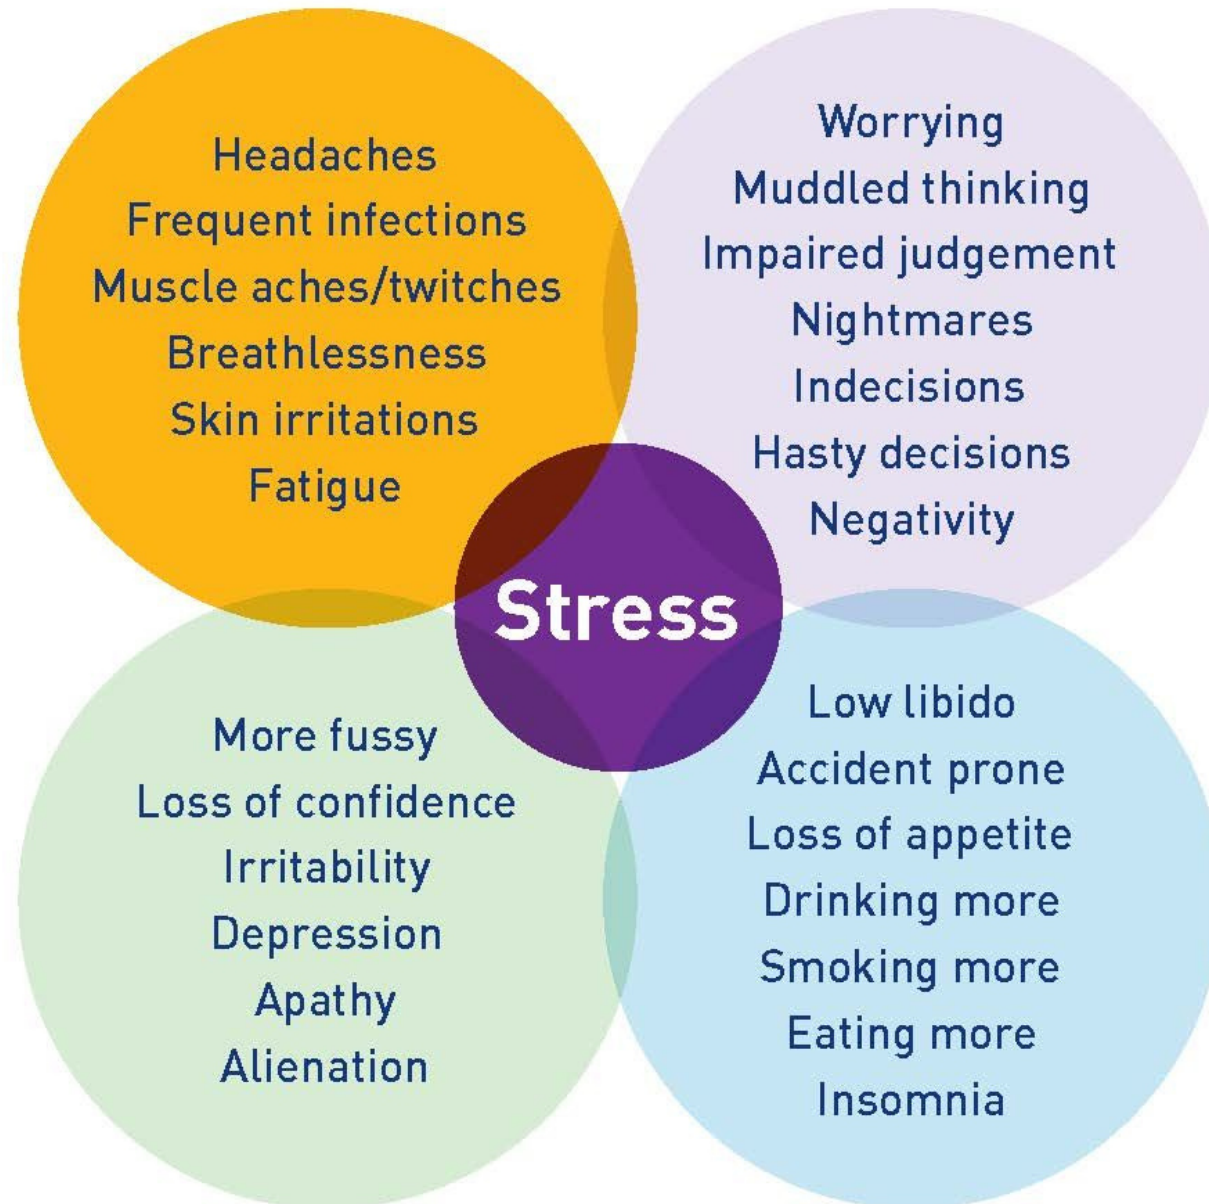 Headaches
Frequent infections
Muscle aches/twitches
Breathlessness
Skin irritations
Fatigue
Worrying
Muddled thinking
Impaired judgement
Nightmares
Indecisions
Hasty decisions
Negativity
Stress
More fussy
Loss of confidence
Irritability
Depression
Apathy
Alienation
Low libido
Accident prone
Loss of appetite
Drinking more
Smoking more
Eating more
Insomnia